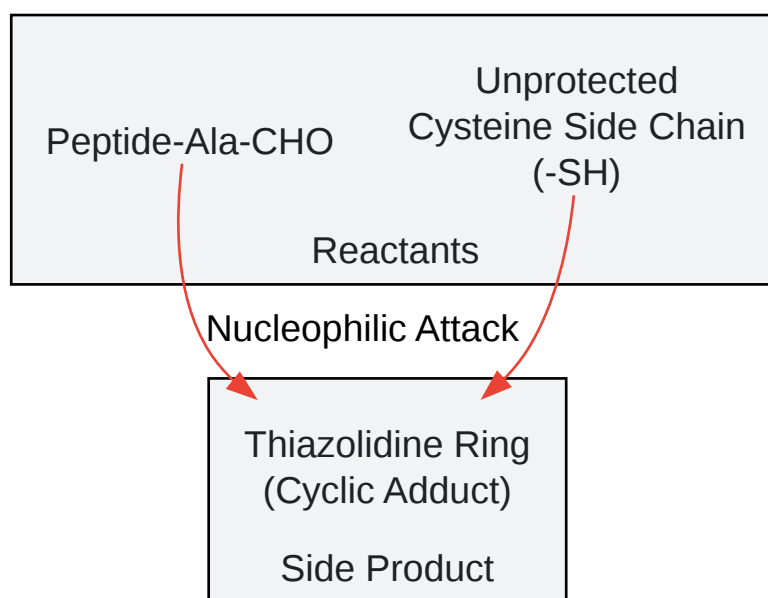 Peptide-Ala-CHO
Unprotected
Cysteine Side Chain
(-SH)
Reactants
Nucleophilic Attack
Thiazolidine Ring
(Cyclic Adduct)
Side Product